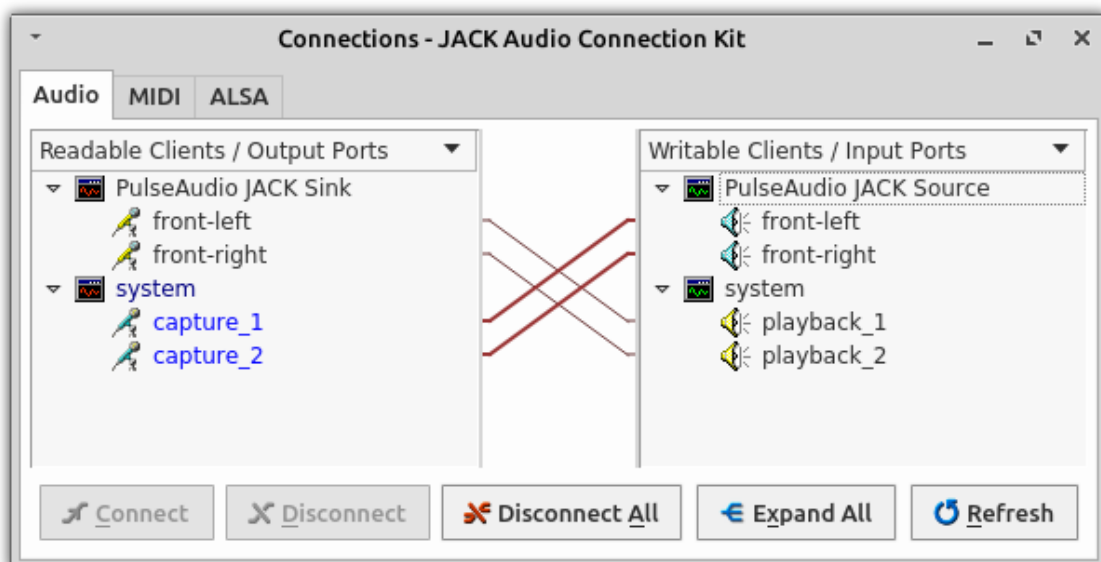 Connections - JACK Audio Connection Kit
Audio MIDI ALSA
Readable Clients / Output Ports
PulseAudio JACK Sink
front-left
front-right
system
capture_1
capture_2
Writable Clients / Input Ports
PulseAudio JACK Source
front-left
front-right
system
playback_1
playback_2
Connect Disconnect Disconnect All Expand All Refresh